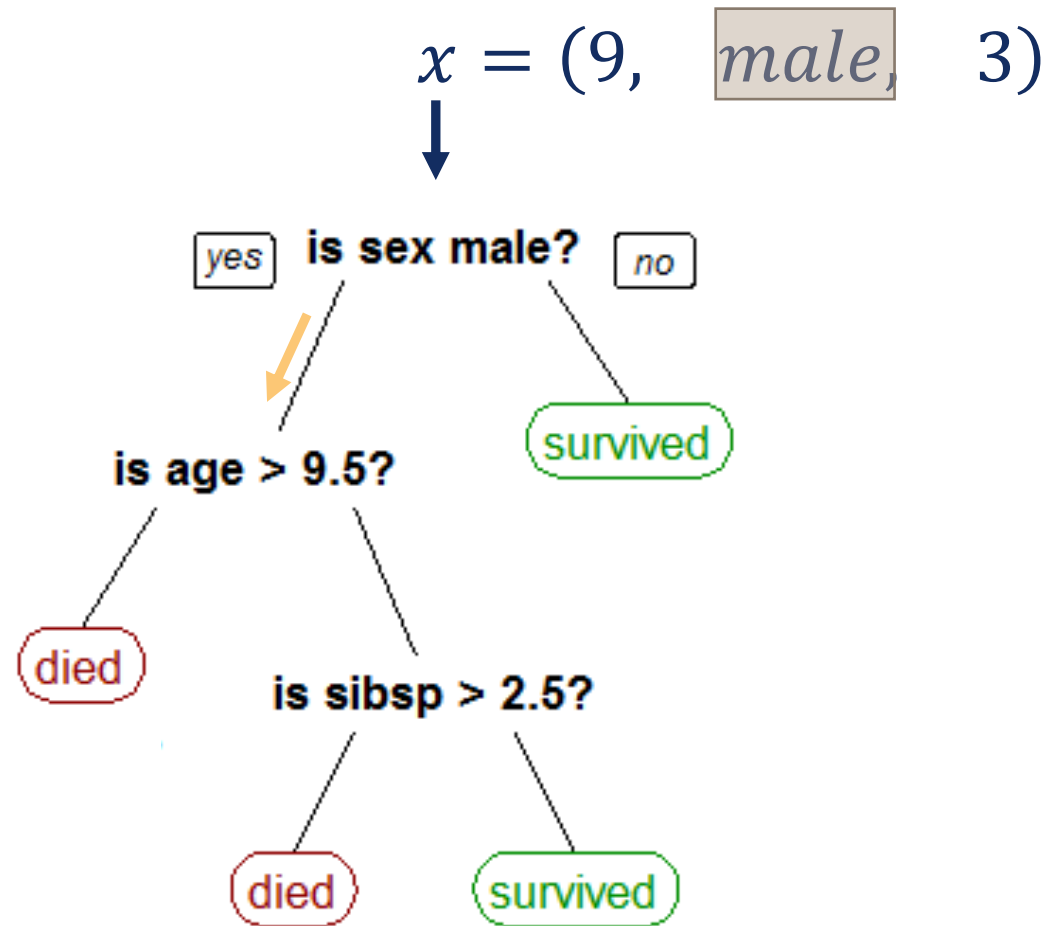 x = (9, male, 3)
yes is sex male? no
survived
is age > 9.5?
died
is sibsp > 2.5?
died survived